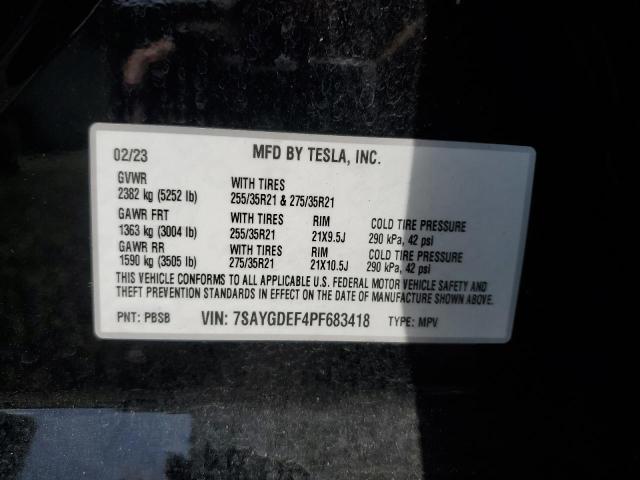 02/23 MFD BY TESLA, INC.
GVWR
2382 kg (5252 lb) WITH TIRES 255/35R21 & 275/35R21
GAWR FRT WITH TIRES RIM COLD TIRE PRESSURE
1363 kg (3004 lb) 255/35R21 21X9.5J 290 kPa, 42 psi
GAWR RR WITH TIRES RIM COLD TIRE PRESSURE
1590 kg (3505 lb) 275/35R21 21X10.5J 290 kPa, 42 psi
THIS VEHICLE CONFORMS TO ALL APPLICABLE U.S. FEDERAL MOTOR VEHICLE SAFETY AND
THEFT PREVENTION STANDARDS IN EFFECT ON THE DATE OF MANUFACTURE SHOWN ABOVE.
PNT: PBSB VIN: 7SAYGDEF4PF683418 TYPE: MPV